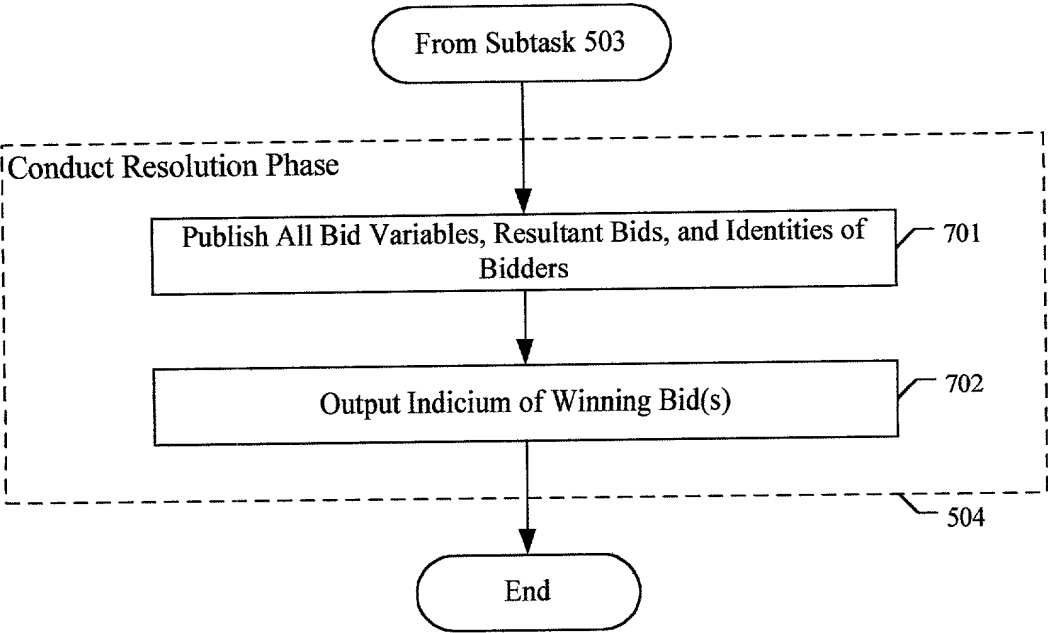 From Subtask 503
Conduct Resolution Phase
Publish All Bid Variables, Resultant Bids, and Identities of
Bidders
701
Output Indicium of Winning Bid(s)
702
504
End